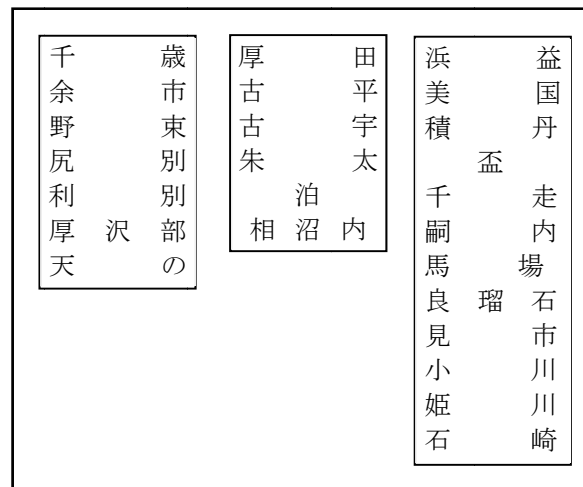 千歳
余市
野束
尻別
利別
厚沢部
天の
厚田
古平
古宇
朱太
泊
相沼内
浜益
美国
積丹
盃
千走
嗣内
馬場
良瑠石
見市
小川
姫川
石崎